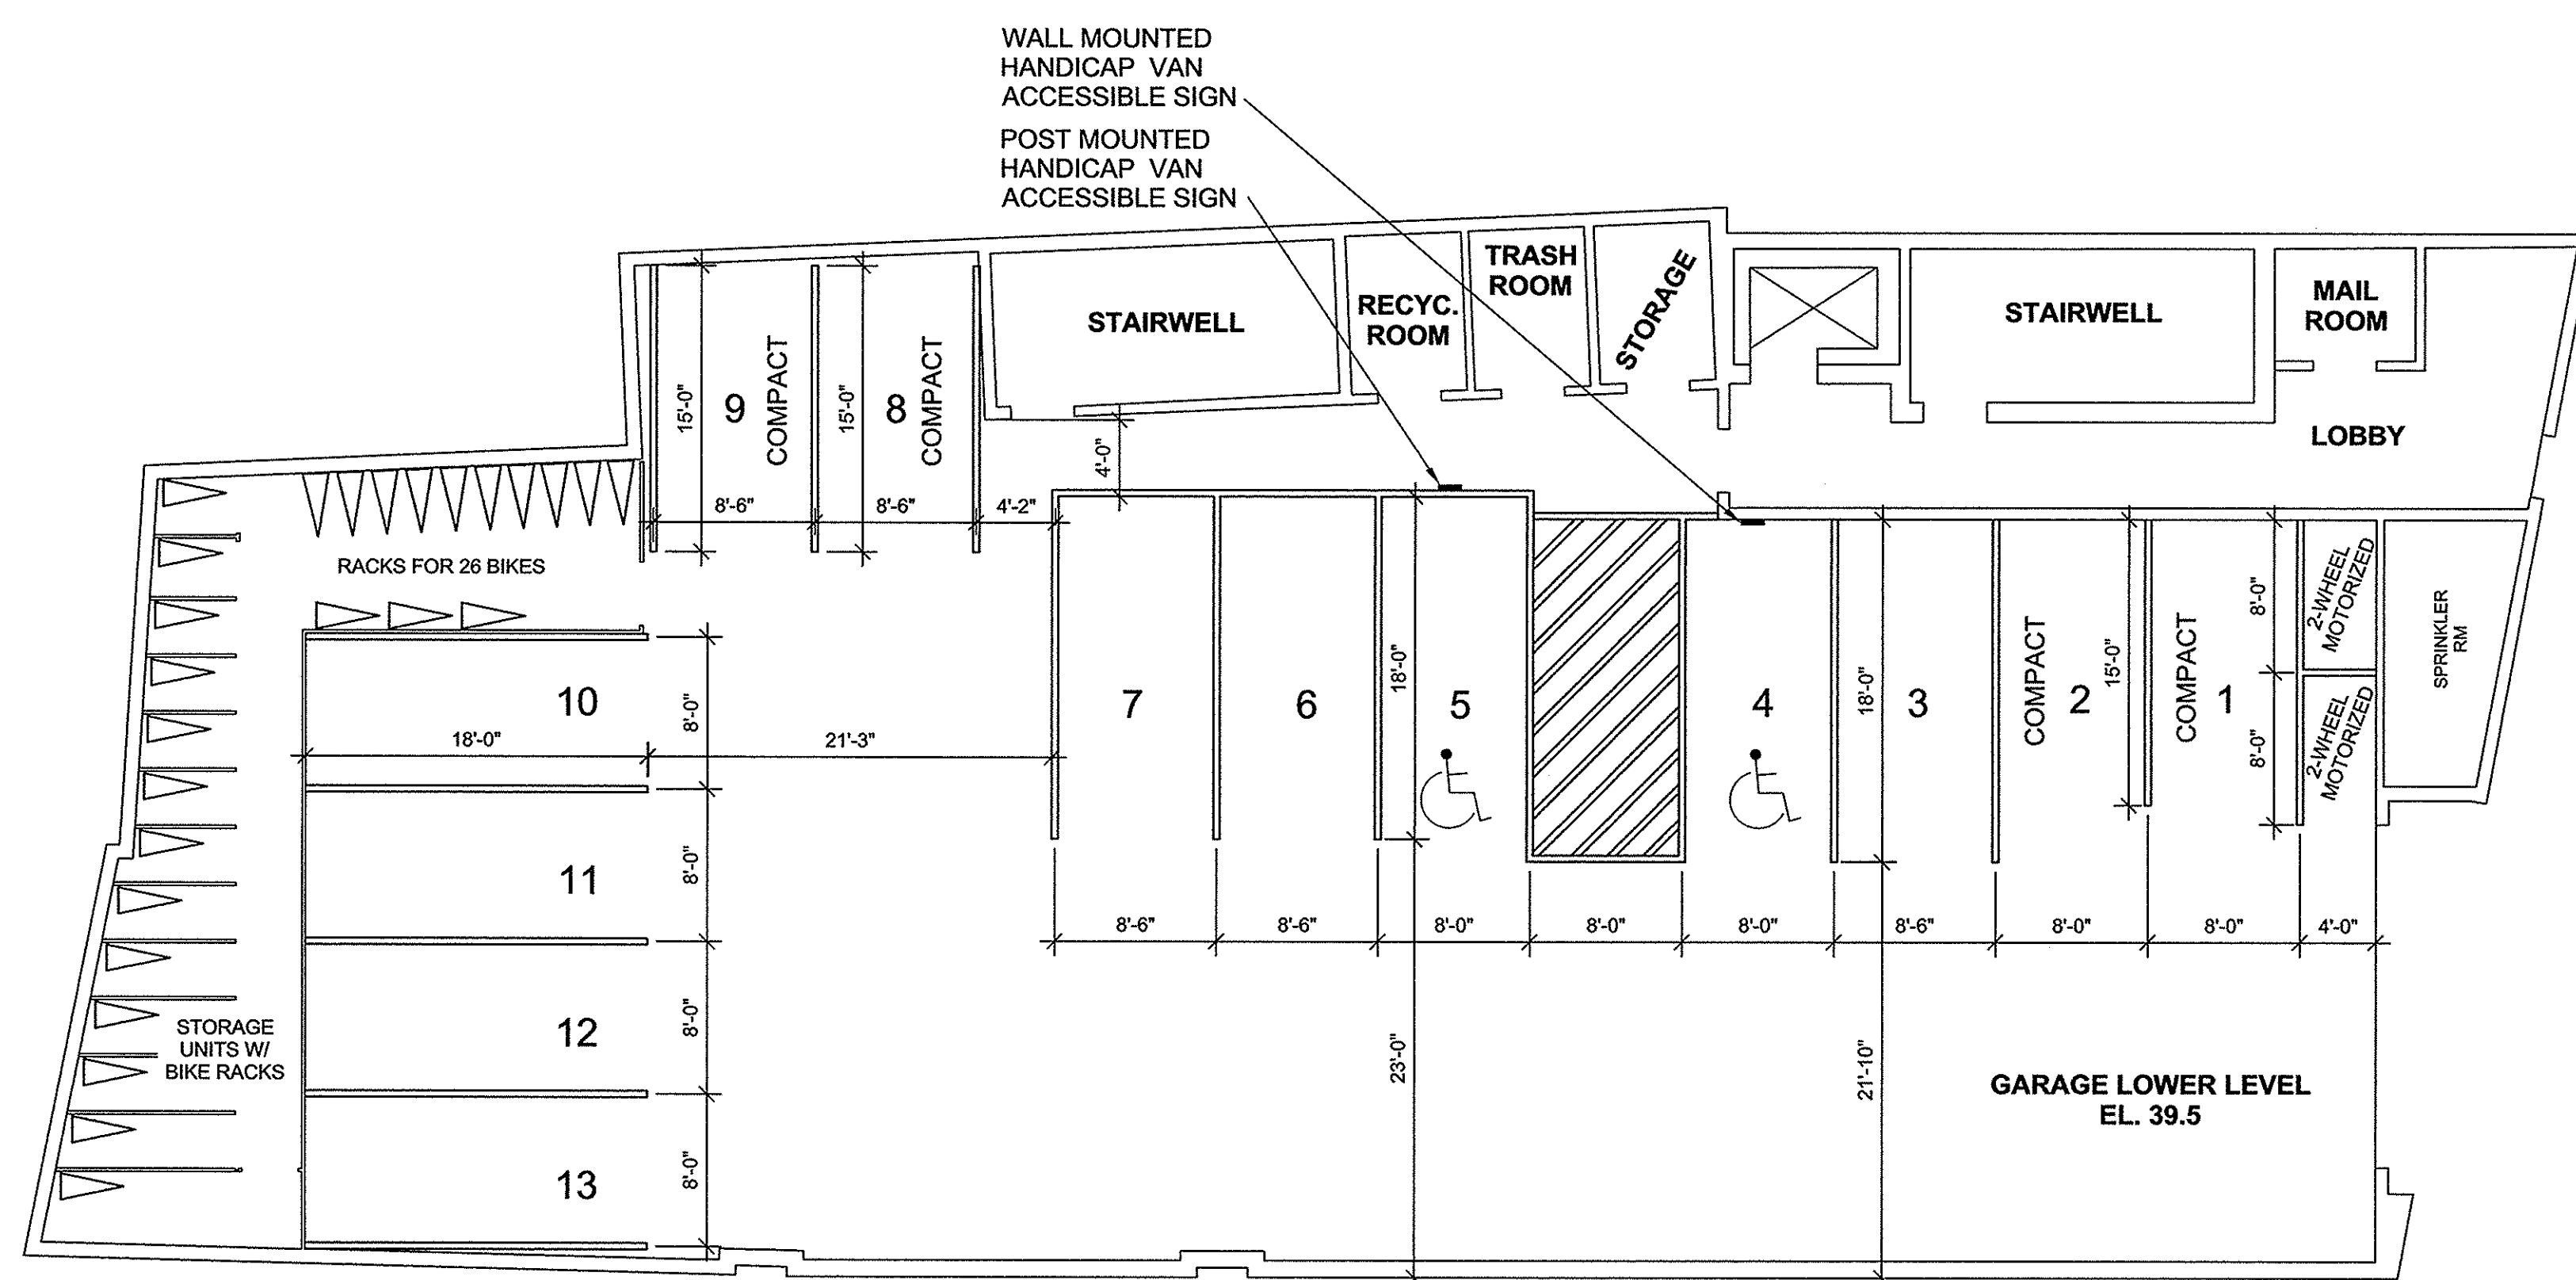 WALL MOUNTED
HANDICAP VAN
ACCESSIBLE SIGN
POST MOUNTED
HANDICAP VAN
ACCESSIBLE SIGN
STAIRWELL
RECYC.
ROOM
TRASH
ROOM
STORAGE
STAIRWELL
MAIL
ROOM
LOBBY
15'-0"
9
COMPACT
15'-0"
8
COMPACT
4'-0"
8'-6"
8'-6"
4'-2"
RACKS FOR 26 BIKES
10
8'-0"
18'-0"
21'-3"
11
8'-0"
12
8'-0"
13
8'-0"
STORAGE
UNITS W/
BIKE RACKS
7
6
18'-0"
5
4
18'-0"
3
COMPACT
2
15'-0"
COMPACT
1
8'-0"
2-WHEEL
MOTORIZED
8'-0"
2-WHEEL
MOTORIZED
SPRINKLER
RM
8'-6"
8'-6"
8'-0"
8'-0"
8'-0"
8'-6"
8'-0"
8'-0"
4'-0"
23'-0"
21'-10"
GARAGE LOWER LEVEL
EL. 39.5